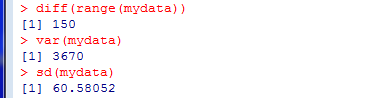 > diff(range(mydata))
[1] 150
> var(mydata)
[1] 3670
> sd(mydata)
[1] 60.58052